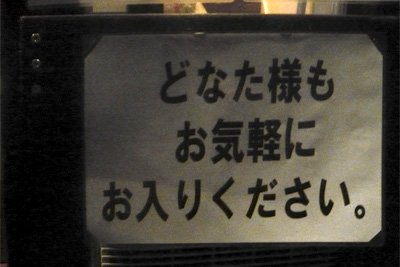 どなた様も
お気軽に
お入りください。